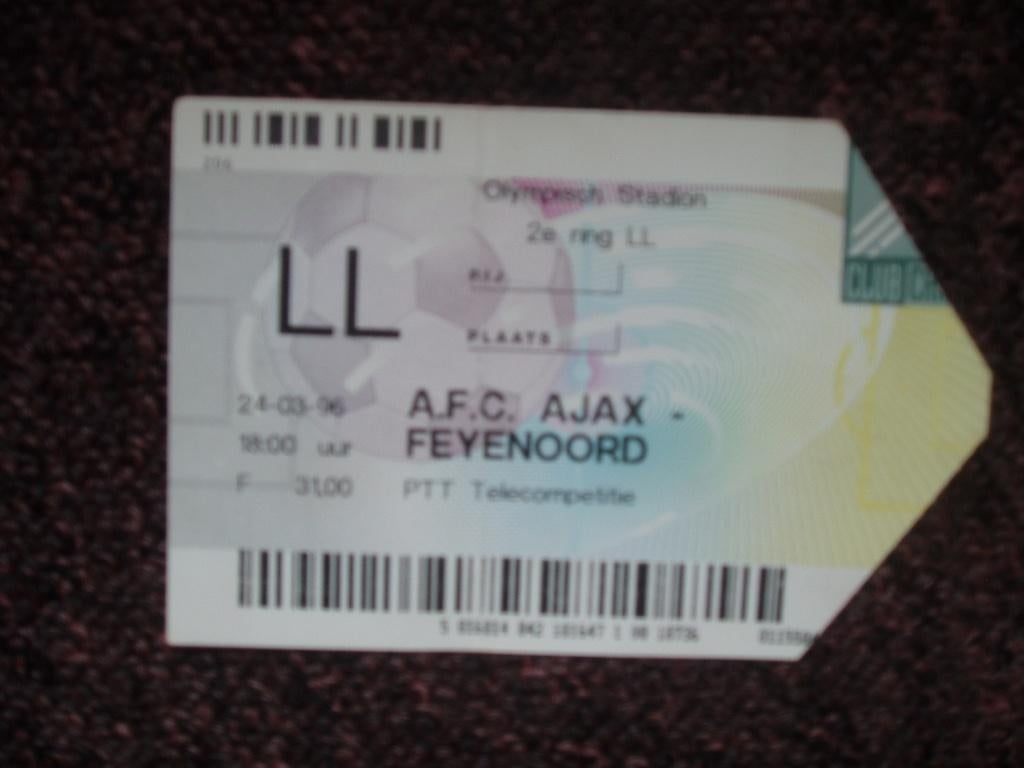 206
Olympisch Stadion
2e ring LL
LL
RIJ
PLAATS
24-03-96
A.F.C. AJAX -
18:00 uur
FEYENOORD
F 31,00
PTT Telecompetitie
CLUB